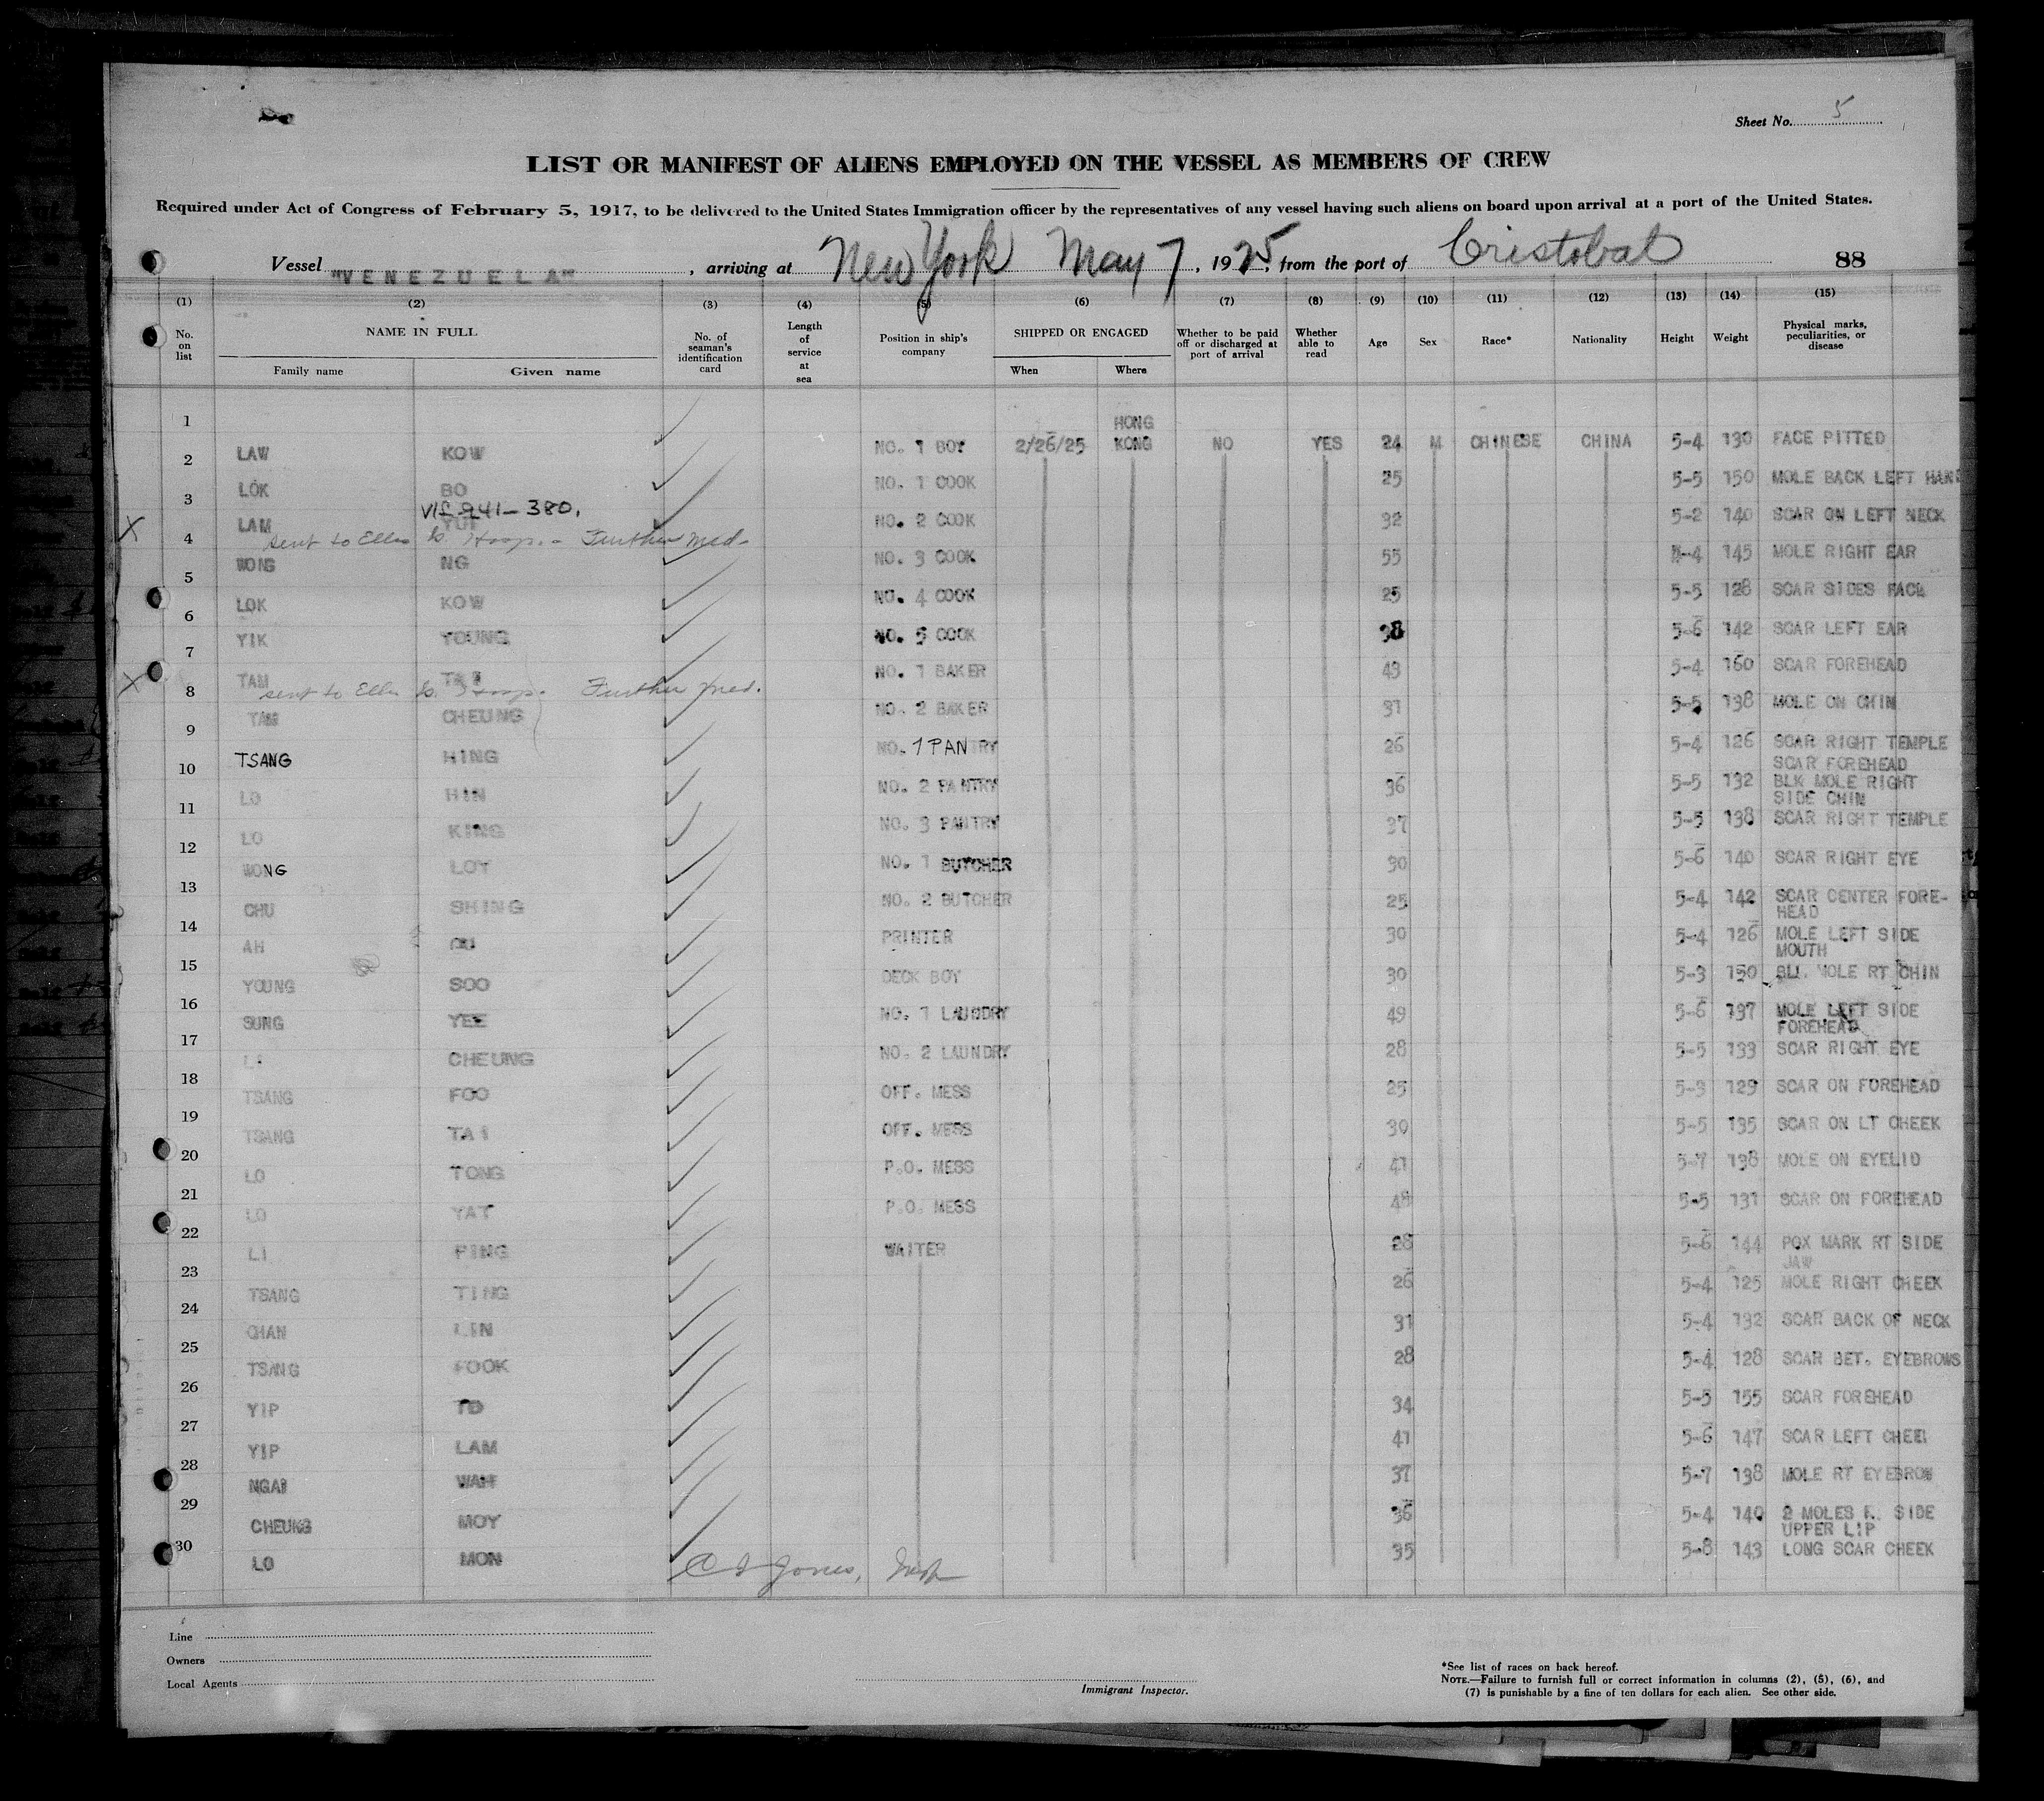 Sheet No. 5
LIST OR MANIFEST OF ALIENS EMPLOYED ON THE VESSEL AS MEMBERS OF CREW
Required under Act of Congress of February 5, 1917, to be delivered to the United States Immigration officer by the representatives of any vessel having such aliens on board upon arrival at a port of the United States.
Vessel "VENEZUELA", arriving at New York May 7, 1925, from the port of Cristobal 88
(1) (2) (3) (4) (5) (6) (7) (8) (9) (10) (11) (12) (13) (14) (15)
No. on list NAME IN FULL Family name Given name No. of seaman's identification card Length of service at sea Position in ship's company SHIPPED OR ENGAGED When Where Whether to be paid off or discharged at port of arrival Whether able to read Age Sex Race* Nationality Height Weight Physical marks, peculiarities, or disease
1 LAW KOW NO. 1 BOY 2/26/25 HONG KONG NO YES 24 M CHINESE CHINA 5-4 130 FACE PITTED
2 LOK BO NO. 1 COOK 25 5-5 150 MOLE BACK LEFT HAND
VIS 941-380.
3 LAM YUI NO. 2 COOK 32 5-2 140 SCAR ON LEFT NECK
X sent to Ellis Is. Hosp. - Further med.
4 WONG NG NO. 3 COOK 55 5-4 145 MOLE RIGHT EAR
5 LOK KOW NO. 4 COOK 25 5-5 128 SCAR SIDES FACE
6 YIK YOUNG NO. 5 COOK 38 5-6 142 SCAR LEFT EAR
7 TAM TAI NO. 1 BAKER 43 5-4 160 SCAR FOREHEAD
X sent to Ellis Is. Hosp. Further med.
8 TAM CHEUNG NO. 2 BAKER 31 5-5 138 MOLE ON CHIN
9 TSANG HING NO. 1 PANTRY 26 5-4 126 SCAR RIGHT TEMPLE
SCAR FOREHEAD
10 LO HIN NO. 2 PANTRY 36 5-5 132 BLK MOLE RIGHT
SIDE CHIN
11 LO KING NO. 3 PANTRY 37 5-5 138 SCAR RIGHT TEMPLE
12 WONG LOY NO. 1 BUTCHER 30 5-6 140 SCAR RIGHT EYE
13 CHU SHING NO. 2 BUTCHER 25 5-4 142 SCAR CENTER FORE-
HEAD
14 AH PRINTER 30 5-4 126 MOLE LEFT SIDE
MOUTH
15 YOUNG SOO DECK BOY 30 5-3 150 MOLE RT CHIN
16 SUNG YEE NO. 1 LAUNDRY 49 5-6 137 MOLE LEFT SIDE
FOREHEAD
17 LI CHEUNG NO. 2 LAUNDRY 28 5-5 133 SCAR RIGHT EYE
18 TSANG FOO OFF. MESS 25 5-3 129 SCAR ON FOREHEAD
19 TSANG TAI OFF. MESS 30 5-5 135 SCAR ON LT CHEEK
20 LO TONG P.O. MESS 41 5-7 138 MOLE ON EYELID
21 LO YAT P.O. MESS 48 5-5 131 SCAR ON FOREHEAD
22 LI PING WAITER 28 5-6 144 POX MARK RT SIDE
JAW
23 TSANG TING 26 5-4 125 MOLE RIGHT CHEEK
24 CHAN LIN 31 5-4 132 SCAR BACK OF NECK
25 TSANG FOOK 28 5-4 128 SCAR BET. EYEBROWS
26 YIP 34 5-5 155 SCAR FOREHEAD
27 YIP LAM 41 5-6 147 SCAR LEFT CHEEK
28 NGAI WAH 37 5-7 138 MOLE RT EYEBROW
29 CHEUNG MOY 36 5-4 140 2 MOLES R. SIDE
UPPER LIP
30 LO MON 35 5-8 143 LONG SCAR CHEEK
Jones, Insp
Line
Owners
Local Agents
Immigrant Inspector.
*See list of races on back hereof.
NOTE.—Failure to furnish full or correct information in columns (2), (5), (6), and
(7) is punishable by a fine of ten dollars for each alien. See other side.